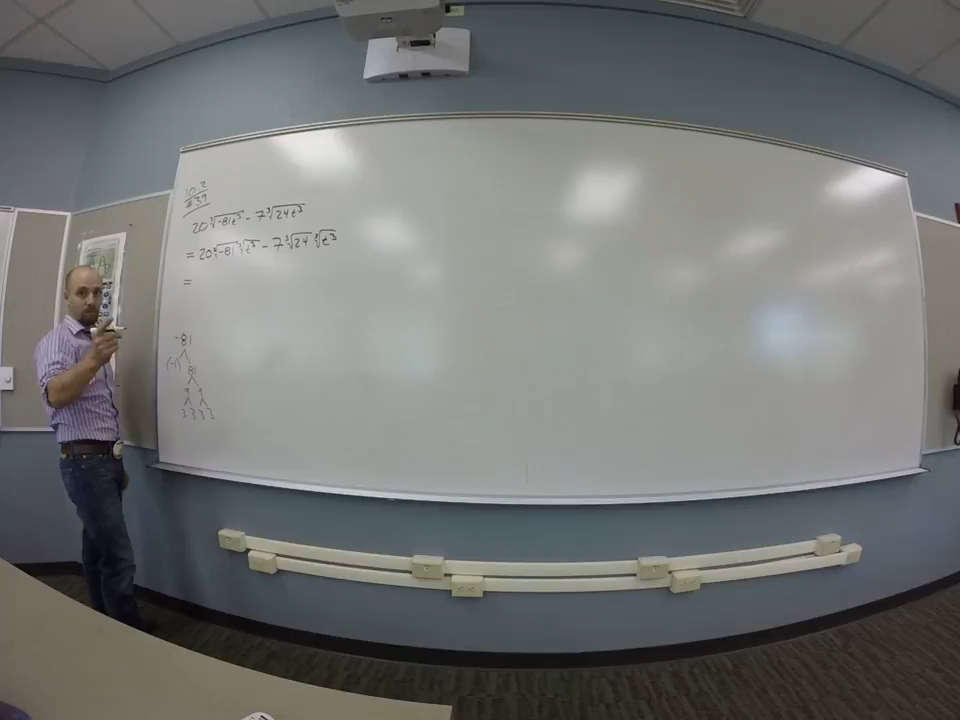 10.2
#39
20∛-81t³ - 7∛24t³
= 20∛-81 ∛t³ - 7∛24 ∛t³
=
-81
(-1) 81
9 9
3 3 3 3